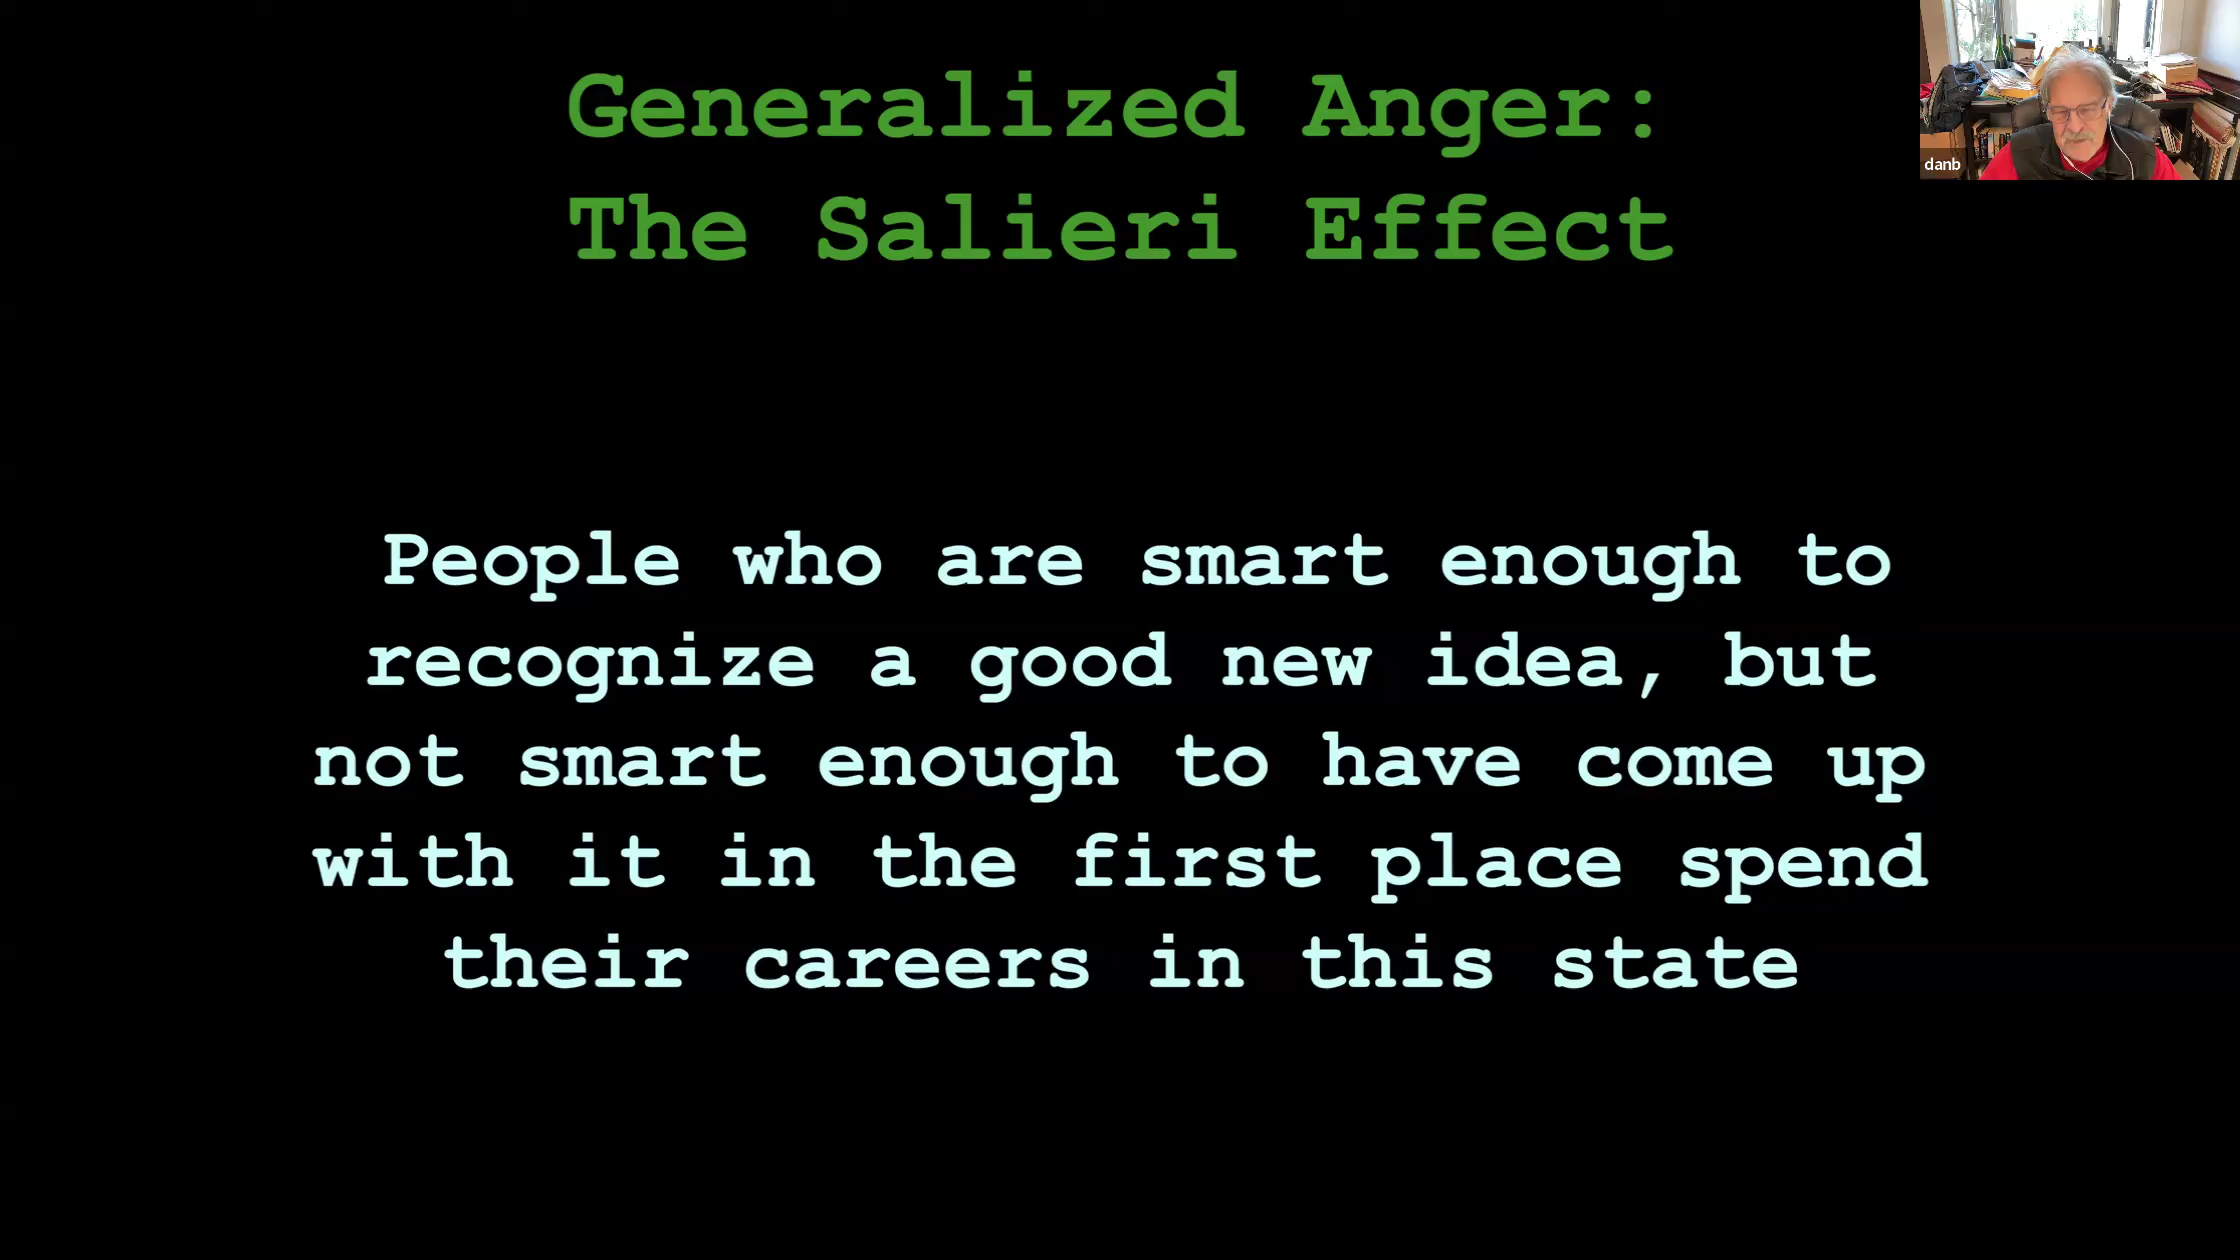 Generalized Anger:
The Salieri Effect
danb
People who are smart enough to
recognize a good new idea, but
not smart enough to have come up
with it in the first place spend
their careers in this state